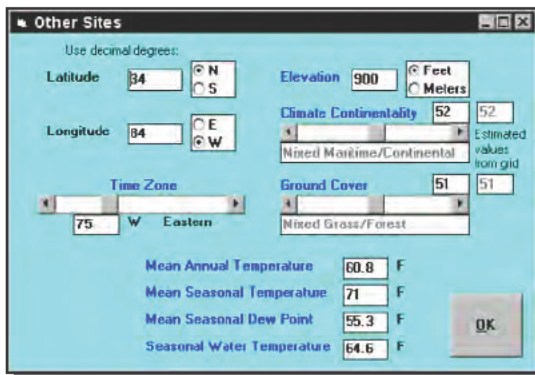 Other Sites
Use decimal degrees:
Latitude 34 N
S
Longitude 84 E
W
Time Zone
75 W Eastern
Elevation 900 Feet
Meters
Climate Continentality 52 52
Mixed Maritime/Continental
Estimated
values
from grid
Ground Cover 51 51
Mixed Grass/Forest
Mean Annual Temperature 60.8 F
Mean Seasonal Temperature 71 F
Mean Seasonal Dew Point 55.3 F
Seasonal Water Temperature 64.6 F
OK